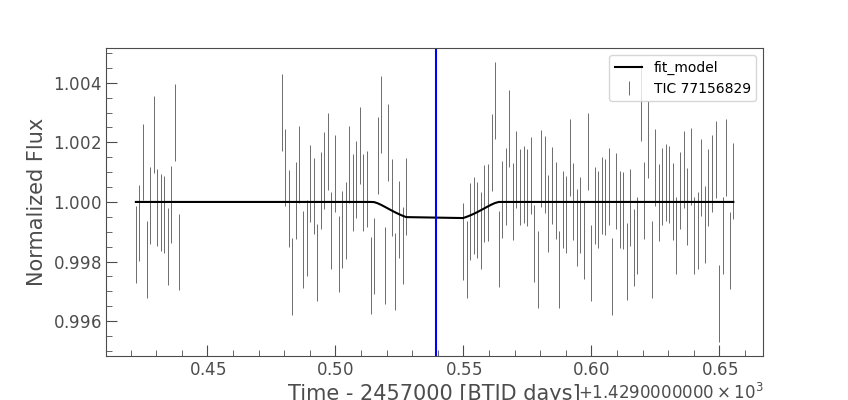 fit_model
TIC 77156829
Normalized Flux
1.004
1.002
1.000
0.998
0.996
0.45
0.50
0.55
0.60
0.65
Time - 2457000 [BTJD days]
+1.4290000000 × 10³